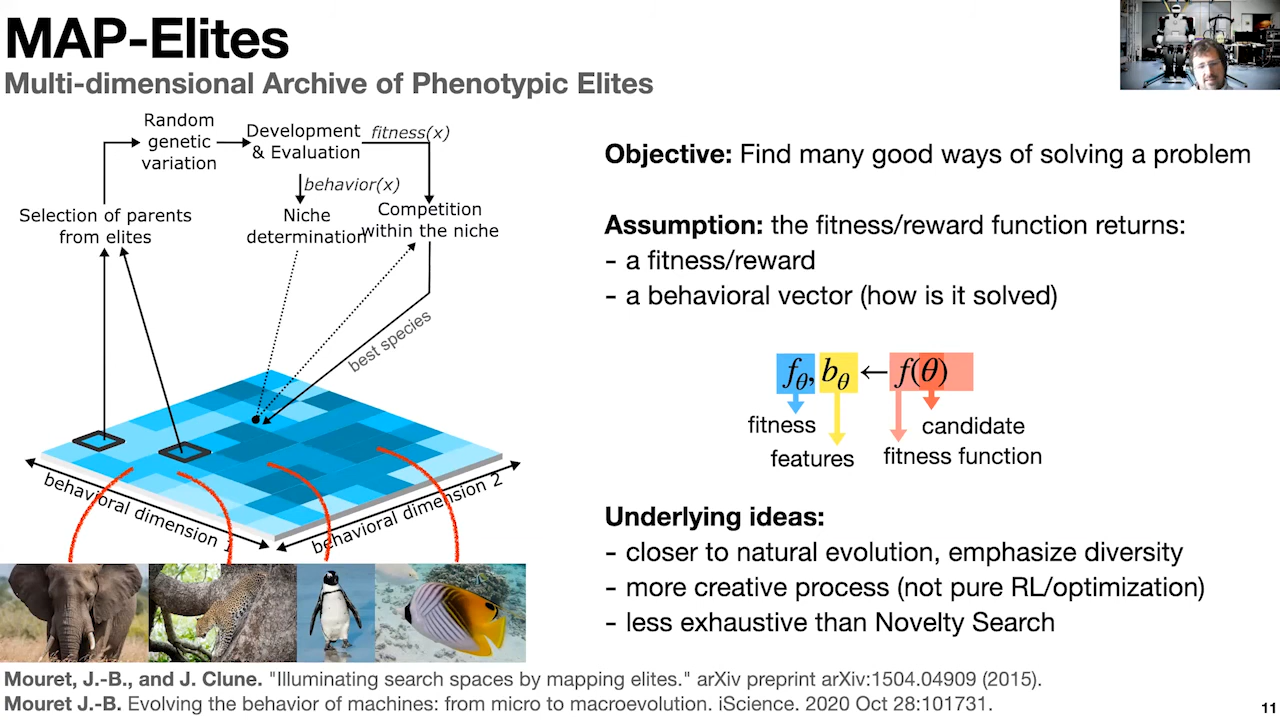 MAP-Elites
Multi-dimensional Archive of Phenotypic Elites
Random
genetic
variation
Development
& Evaluation
fitness(x)
behavior(x)
Selection of parents
from elites
Niche
determination
Competition
within the niche
best species
behavioral dimension 1
behavioral dimension 2
Objective: Find many good ways of solving a problem
Assumption: the fitness/reward function returns:
- a fitness/reward
- a behavioral vector (how is it solved)
fθ, bθ ← f(θ)
fitness
candidate
features
fitness function
Underlying ideas:
- closer to natural evolution, emphasize diversity
- more creative process (not pure RL/optimization)
- less exhaustive than Novelty Search
Mouret, J.-B., and J. Clune. "Illuminating search spaces by mapping elites." arXiv preprint arXiv:1504.04909 (2015).
Mouret J.-B. Evolving the behavior of machines: from micro to macroevolution. iScience. 2020 Oct 28:101731.
11